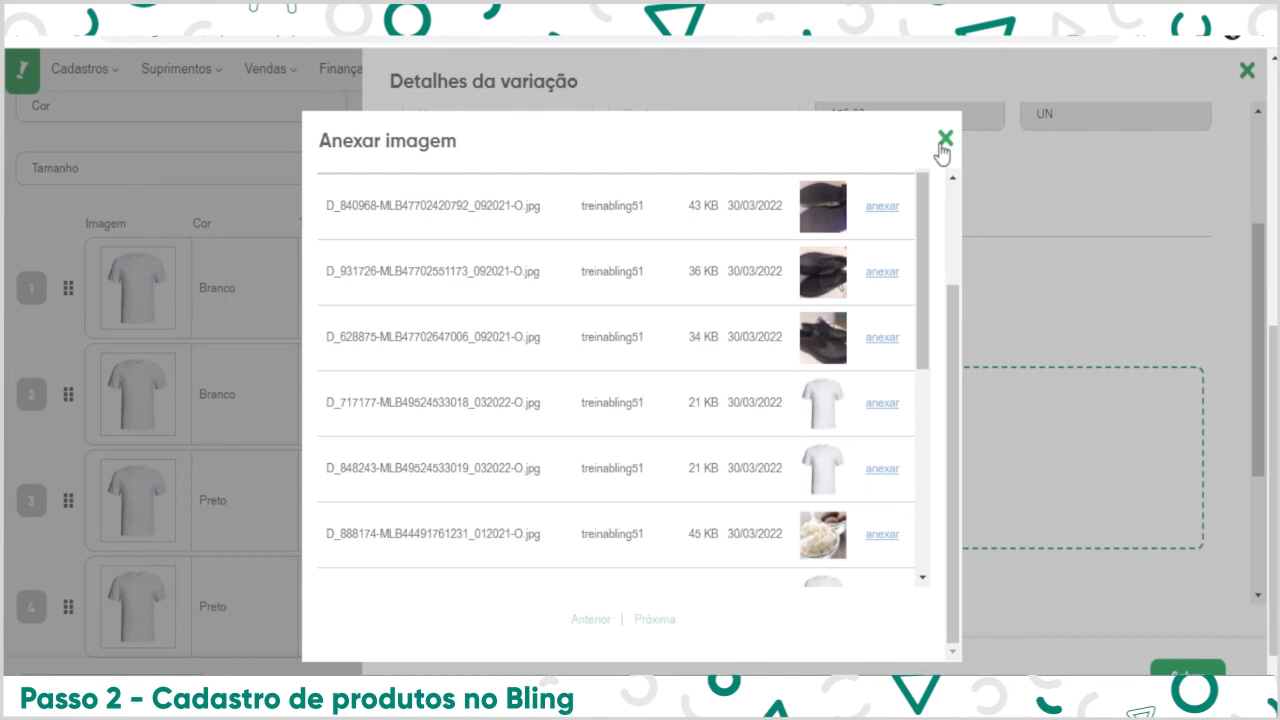 Cadastros
Suprimentos
Vendas
Finança
Detalhes da variação
Cor
UN
Anexar imagem
Tamanho
D_840968-MLB47702420792_092021-O.jpg treinabling51 43 KB 30/03/2022 anexar
Imagem Cor
D_931726-MLB47702551173_092021-O.jpg treinabling51 36 KB 30/03/2022 anexar
1 Branco
D_628875-MLB47702647006_092021-O.jpg treinabling51 34 KB 30/03/2022 anexar
2 Branco
D_717177-MLB49524533018_032022-O.jpg treinabling51 21 KB 30/03/2022 anexar
D_848243-MLB49524533019_032022-O.jpg treinabling51 21 KB 30/03/2022 anexar
3 Preto
D_888174-MLB44491761231_012021-O.jpg treinabling51 45 KB 30/03/2022 anexar
4 Preto
Anterior | Próxima
Passo 2 - Cadastro de produtos no Bling